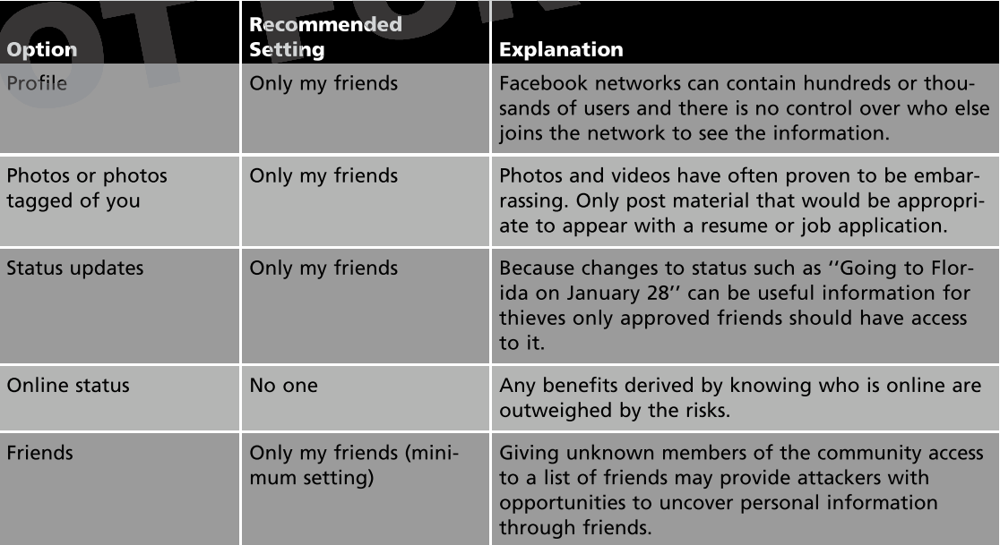 OT FOR
Recommended
Option Setting Explanation
Profile Only my friends Facebook networks can contain hundreds or thou-
sands of users and there is no control over who else
joins the network to see the information.
Photos or photos Only my friends Photos and videos have often proven to be embar-
tagged of you rassing. Only post material that would be appropri-
ate to appear with a resume or job application.
Status updates Only my friends Because changes to status such as ''Going to Flor-
ida on January 28'' can be useful information for
thieves only approved friends should have access
to it.
Online status No one Any benefits derived by knowing who is online are
outweighed by the risks.
Friends Only my friends (mini- Giving unknown members of the community access
mum setting) to a list of friends may provide attackers with
opportunities to uncover personal information
through friends.